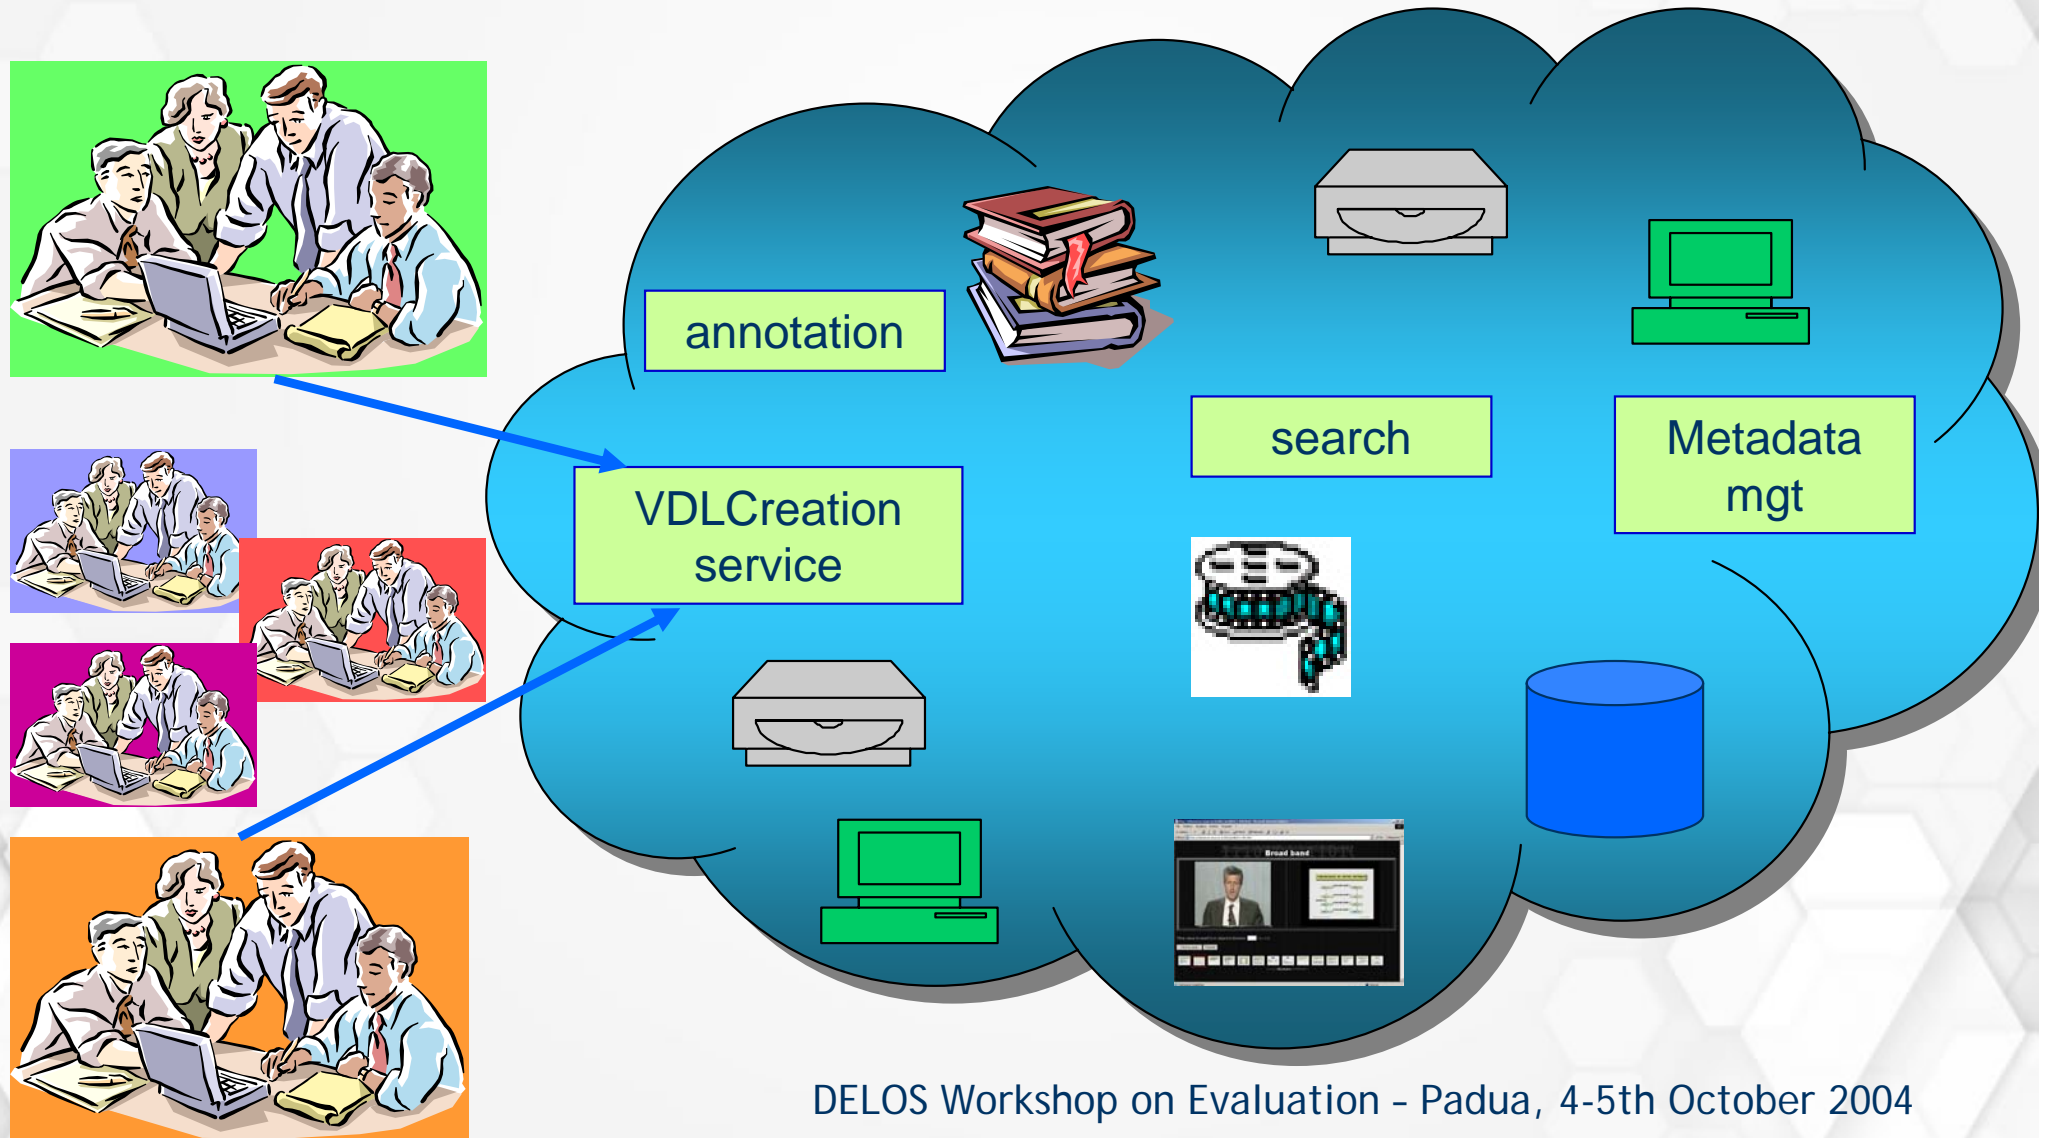 annotation
search
Metadata
mgt
VDLCreation
service
Broad band
DELOS Workshop on Evaluation – Padua, 4-5th October 2004